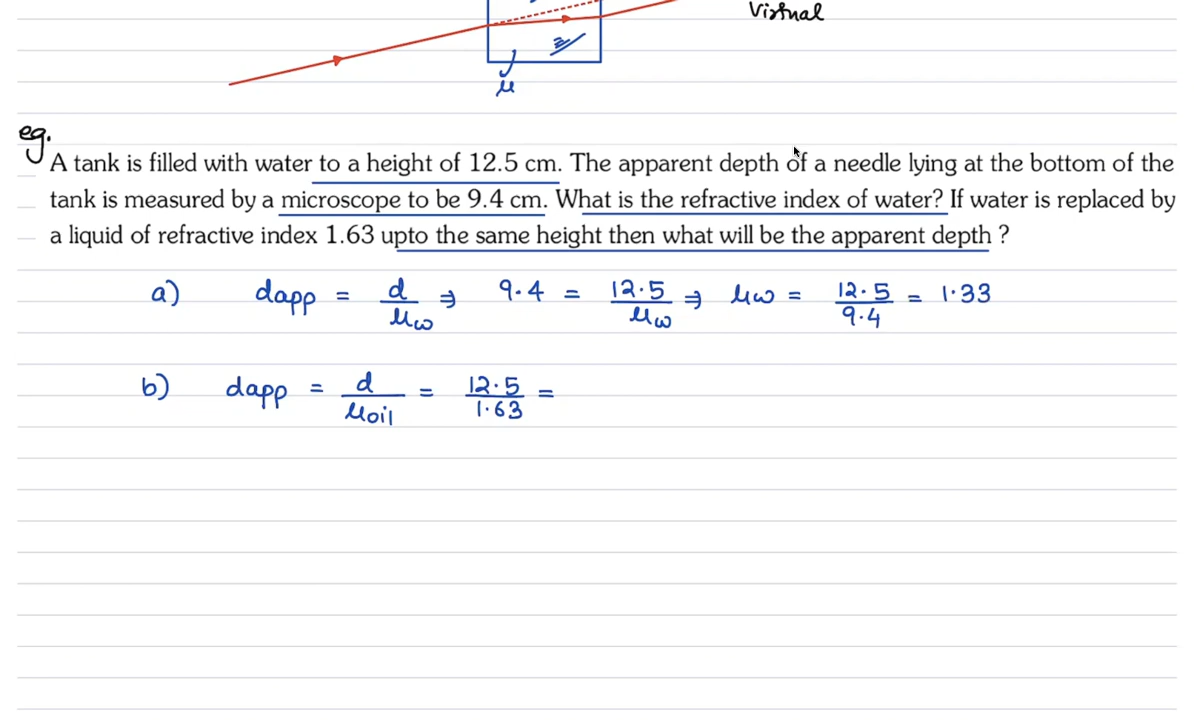 Virtual
μ
eg.
A tank is filled with water to a height of 12.5 cm. The apparent depth of a needle lying at the bottom of the
tank is measured by a microscope to be 9.4 cm. What is the refractive index of water? If water is replaced by
a liquid of refractive index 1.63 upto the same height then what will be the apparent depth ?
a) dapp = d/μw ⇒ 9.4 = 12.5/μw ⇒ μw = 12.5/9.4 = 1.33
b) dapp = d/μoil = 12.5/1.63 =